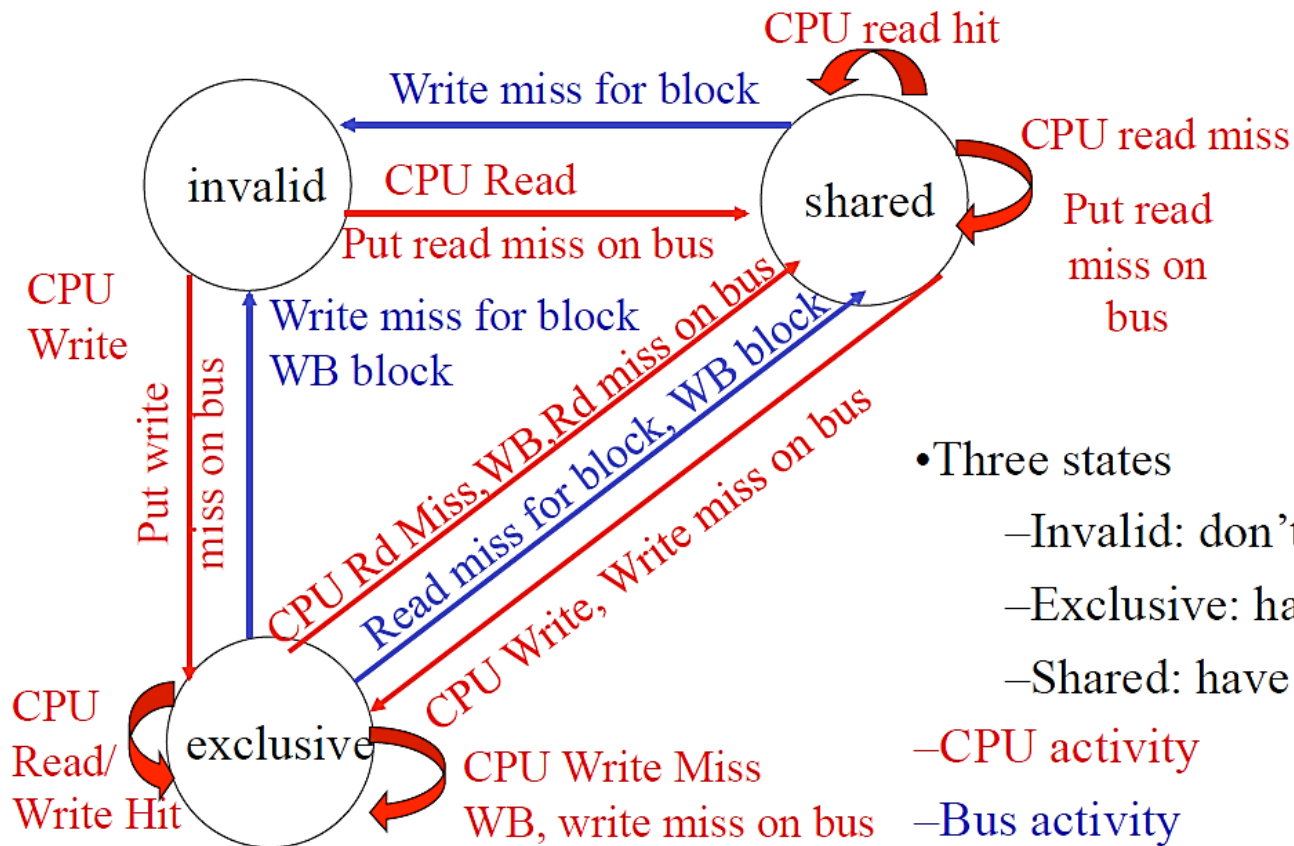 CPU read hit
Write miss for block
CPU read miss
Put read
miss on
bus
invalid
CPU Read
Put read miss on bus
shared
CPU
Write
Put write
miss on bus
Write miss for block
WB block
CPU Rd Miss,WB,Rd miss on bus
Read miss for block, WB block
CPU Write, Write miss on bus
•Three states
–Invalid: don’t
–Exclusive: ha
–Shared: have
–CPU activity
–Bus activity
CPU
Read/
Write Hit
exclusive
CPU Write Miss
WB, write miss on bus